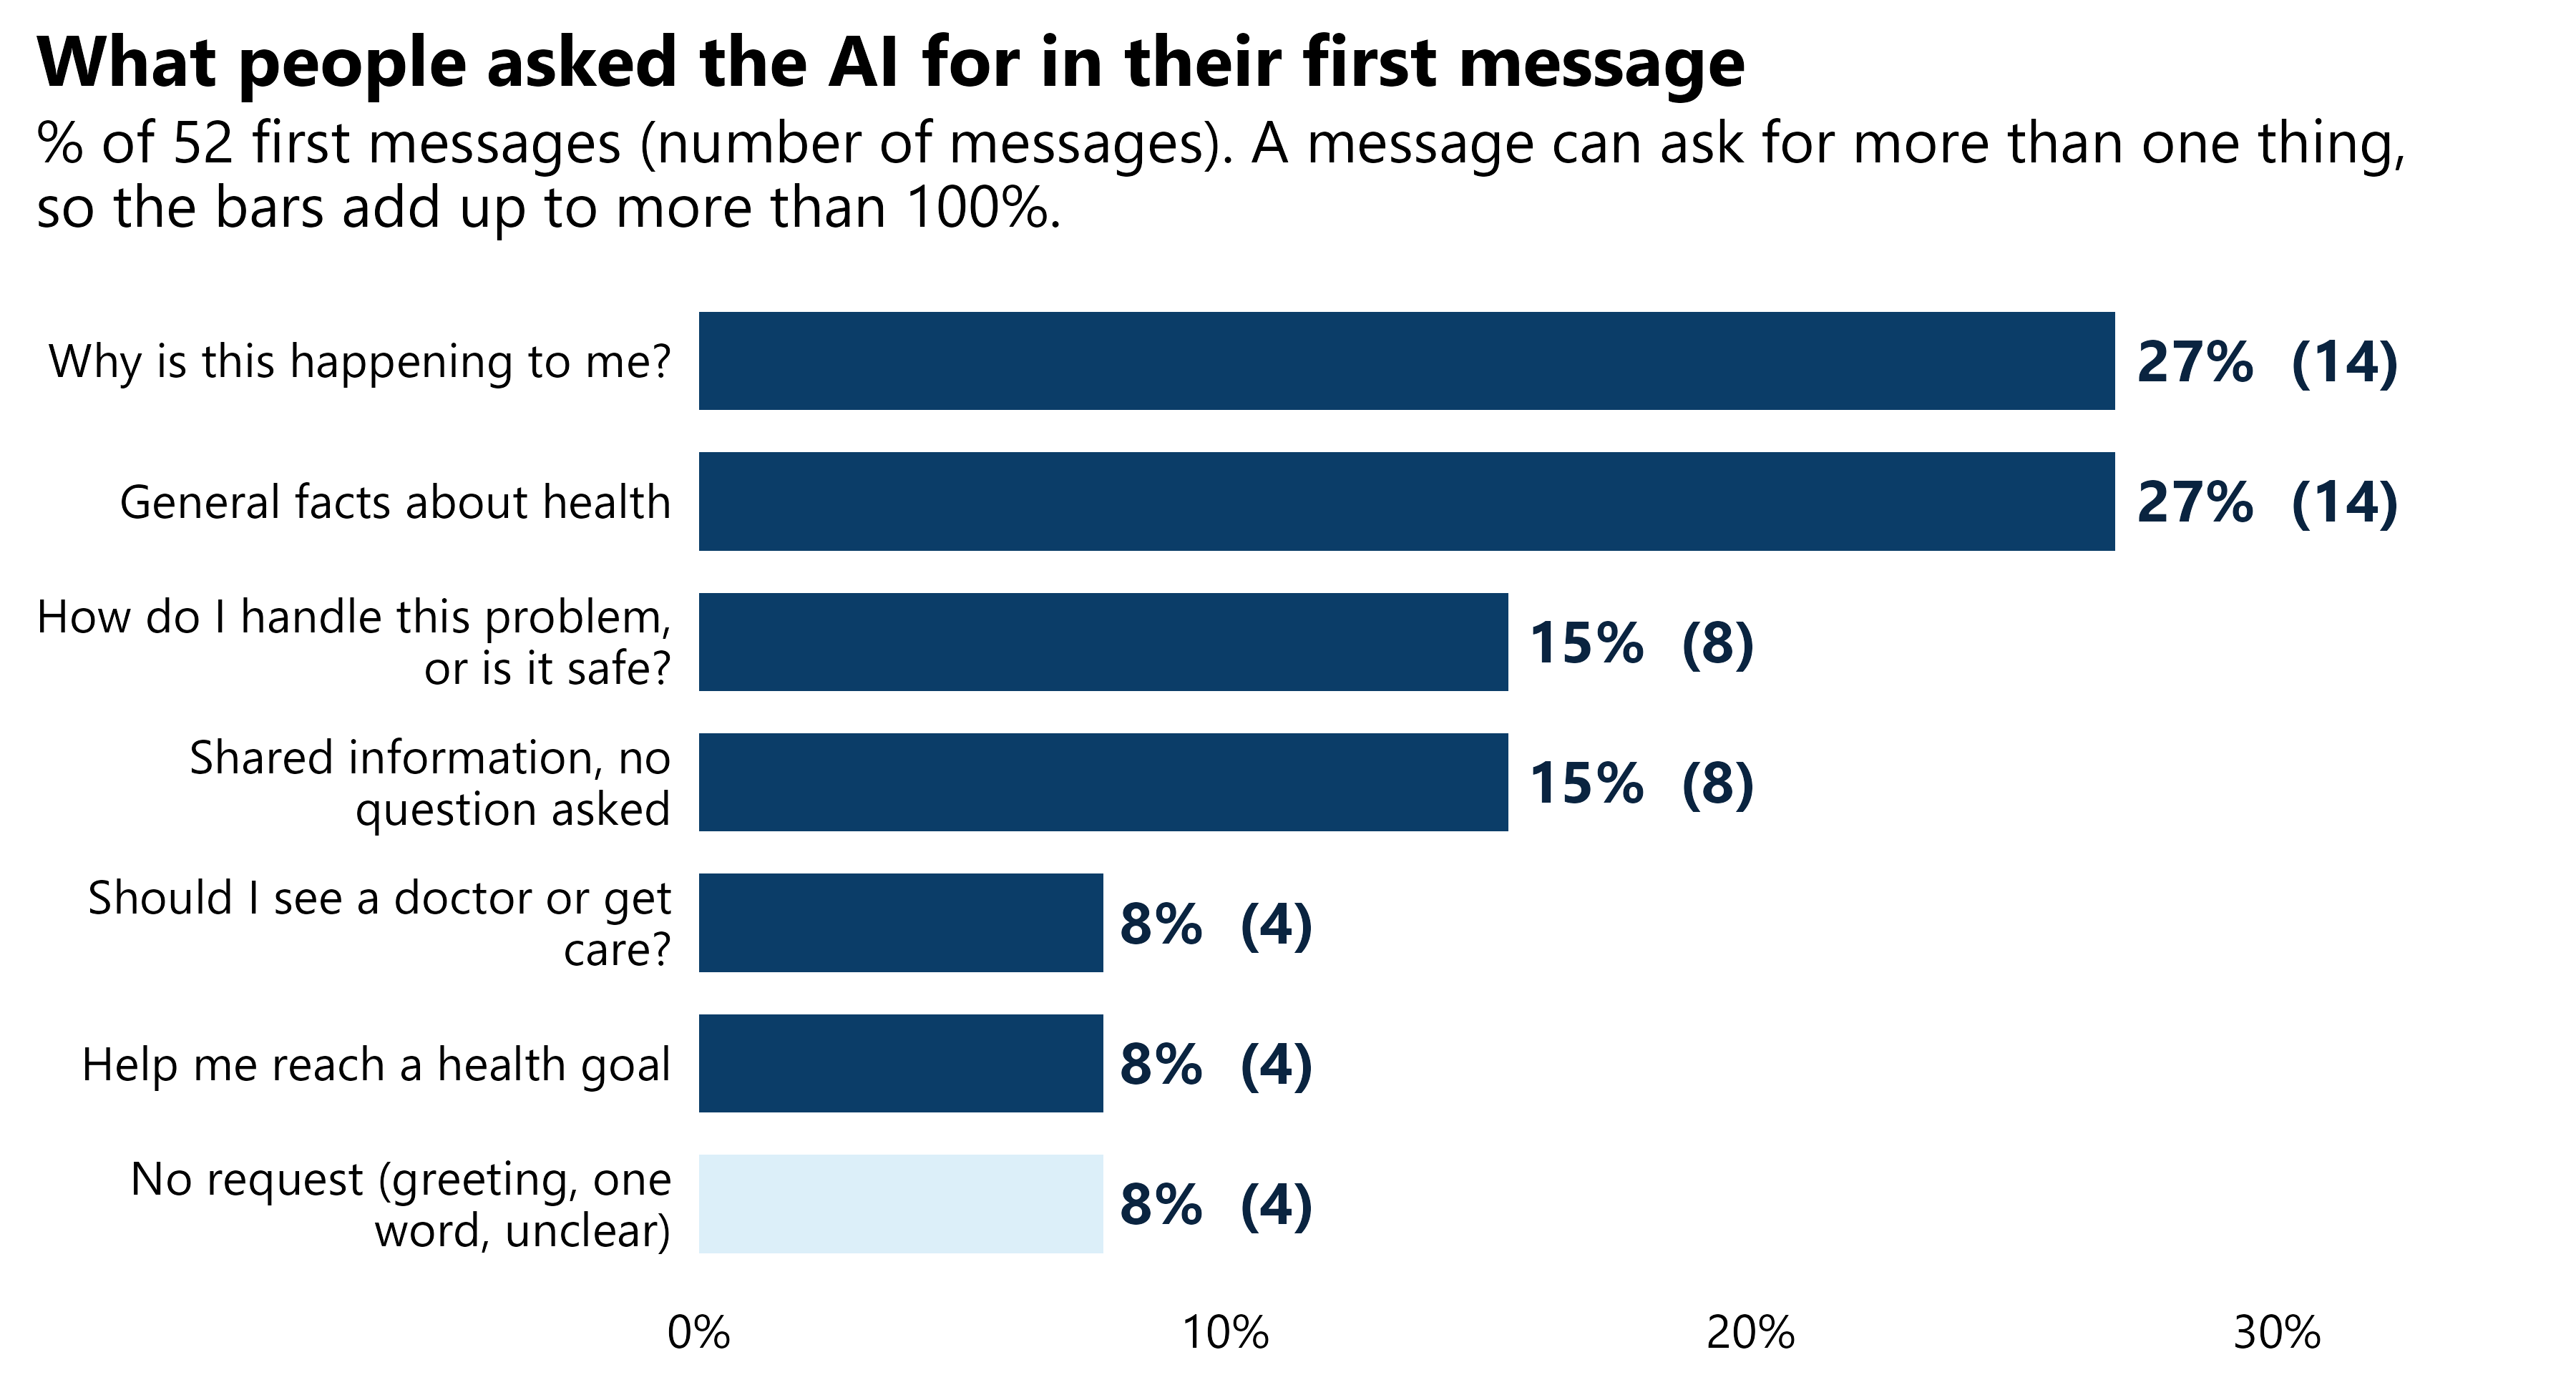 What people asked the AI for in their first message
% of 52 first messages (number of messages). A message can ask for more than one thing,
so the bars add up to more than 100%.
Why is this happening to me?
27% (14)
General facts about health
27% (14)
How do I handle this problem,
or is it safe?
15% (8)
Shared information, no
question asked
15% (8)
Should I see a doctor or get
care?
8% (4)
Help me reach a health goal
8% (4)
No request (greeting, one
word, unclear)
8% (4)
0% 10% 20% 30%